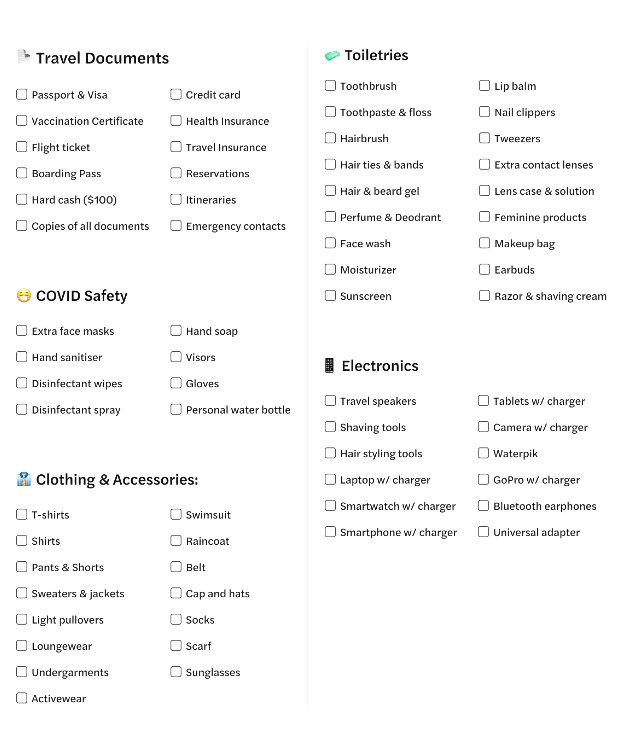 Travel Documents
Passport & Visa
Vaccination Certificate
Flight ticket
Boarding Pass
Hard cash ($100)
Copies of all documents
Credit card
Health Insurance
Travel Insurance
Reservations
Itineraries
Emergency contacts
COVID Safety
Extra face masks
Hand sanitiser
Disinfectant wipes
Disinfectant spray
Hand soap
Visors
Gloves
Personal water bottle
Clothing & Accessories:
T-shirts
Shirts
Pants & Shorts
Sweaters & jackets
Light pullovers
Loungewear
Undergarments
Activewear
Swimsuit
Raincoat
Belt
Cap and hats
Socks
Scarf
Sunglasses
Toiletries
Toothbrush
Toothpaste & floss
Hairbrush
Hair ties & bands
Hair & beard gel
Perfume & Deodrant
Face wash
Moisturizer
Sunscreen
Lip balm
Nail clippers
Tweezers
Extra contact lenses
Lens case & solution
Feminine products
Makeup bag
Earbuds
Razor & shaving cream
Electronics
Travel speakers
Shaving tools
Hair styling tools
Laptop w/ charger
Smartwatch w/ charger
Smartphone w/ charger
Tablets w/ charger
Camera w/ charger
Waterpik
GoPro w/ charger
Bluetooth earphones
Universal adapter